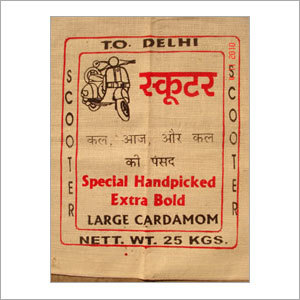 TO DELHI
SCOOTER
स्कूटर
SCOOTER
कल, आज, और कल
की पंसद
Special Handpicked
Extra Bold
LARGE CARDAMOM
NETT. WT. 25 KGS.